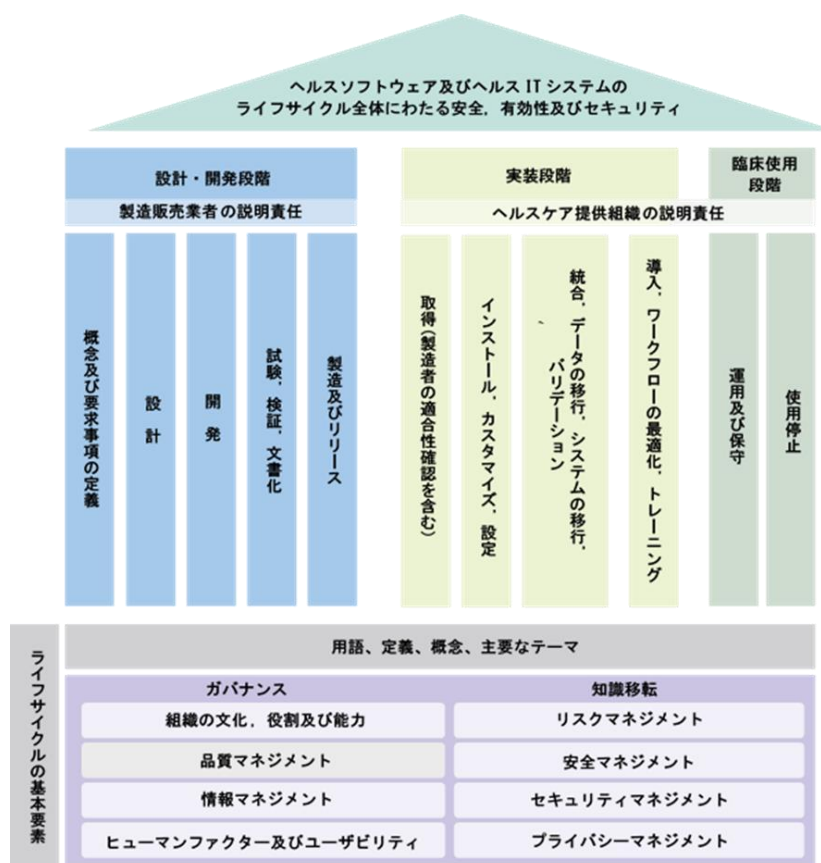 ヘルスソフトウェア及びヘルス IT システムの
ライフサイクル全体にわたる安全，有効性及びセキュリティ
設計・開発段階
製造販売業者の説明責任
実装段階
臨床使用
段階
ヘルスケア提供組織の説明責任
概念及び要求事項の定義
設計
開発
試験，検証，文書化
製造及びリリース
取得(製造者の適合性確認を含む)
インストール，カスタマイズ，設定
統合，データの移行，システムの移行，
バリデーション
導入，ワークフローの最適化，トレーニング
運用及び保守
使用停止
ライフサイクルの基本要素
用語、定義、概念、主要なテーマ
ガバナンス
組織の文化，役割及び能力
品質マネジメント
情報マネジメント
ヒューマンファクター及びユーザビリティ
知識移転
リスクマネジメント
安全マネジメント
セキュリティマネジメント
プライバシーマネジメント